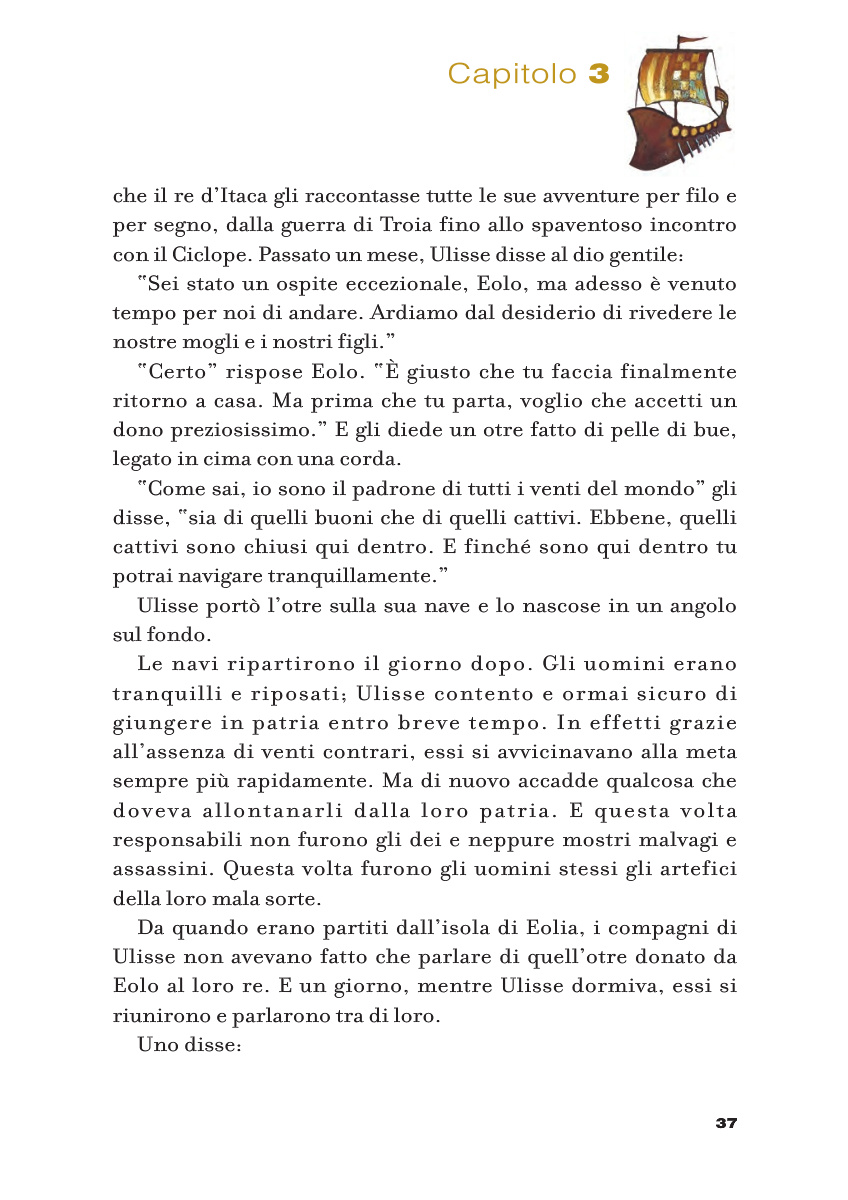 Capitolo 3
che il re d’Itaca gli raccontasse tutte le sue avventure per filo e
per segno, dalla guerra di Troia fino allo spaventoso incontro
con il Ciclope. Passato un mese, Ulisse disse al dio gentile:
‟Sei stato un ospite eccezionale, Eolo, ma adesso è venuto
tempo per noi di andare. Ardiamo dal desiderio di rivedere le
nostre mogli e i nostri figli.”
‟Certo” rispose Eolo. ‟È giusto che tu faccia finalmente
ritorno a casa. Ma prima che tu parta, voglio che accetti un
dono preziosissimo.” E gli diede un otre fatto di pelle di bue,
legato in cima con una corda.
‟Come sai, io sono il padrone di tutti i venti del mondo” gli
disse, ‟sia di quelli buoni che di quelli cattivi. Ebbene, quelli
cattivi sono chiusi qui dentro. E finché sono qui dentro tu
potrai navigare tranquillamente.”
Ulisse portò l’otre sulla sua nave e lo nascose in un angolo
sul fondo.
Le navi ripartirono il giorno dopo. Gli uomini erano
tranquilli e riposati; Ulisse contento e ormai sicuro di
giungere in patria entro breve tempo. In effetti grazie
all’assenza di venti contrari, essi si avvicinavano alla meta
sempre più rapidamente. Ma di nuovo accadde qualcosa che
doveva allontanarli dalla loro patria. E questa volta
responsabili non furono gli dei e neppure mostri malvagi e
assassini. Questa volta furono gli uomini stessi gli artefici
della loro mala sorte.
Da quando erano partiti dall’isola di Eolia, i compagni di
Ulisse non avevano fatto che parlare di quell’otre donato da
Eolo al loro re. E un giorno, mentre Ulisse dormiva, essi si
riunirono e parlarono tra di loro.
Uno disse:
37